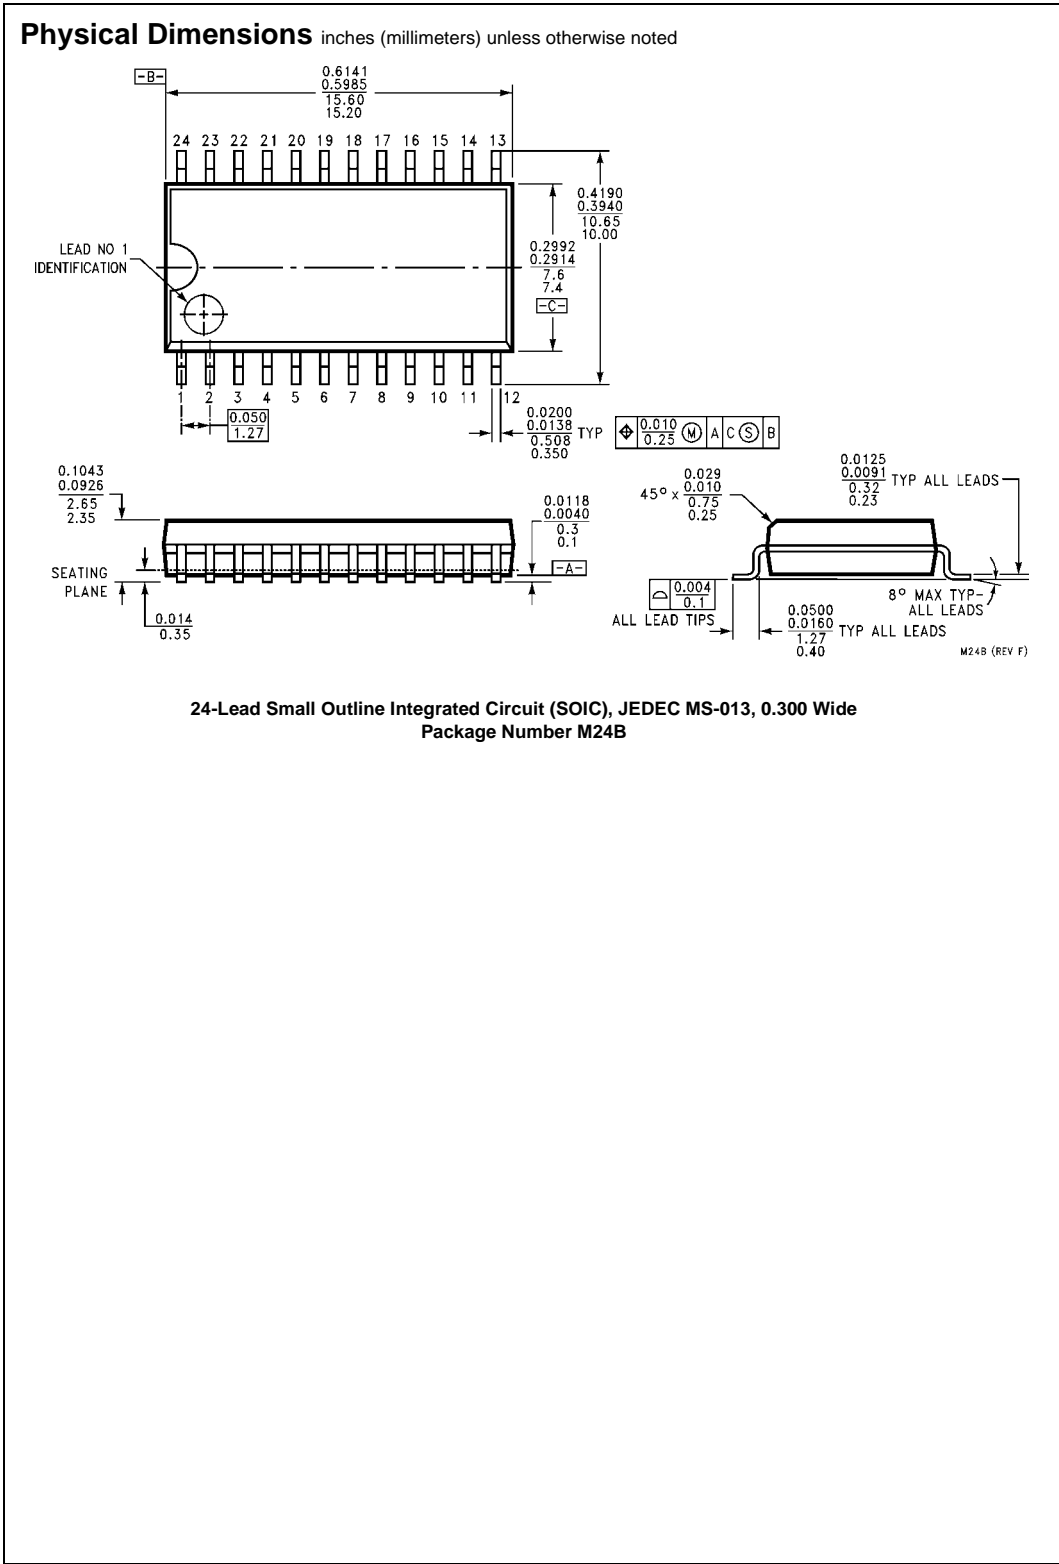 Physical Dimensions inches (millimeters) unless otherwise noted
-B-
0.6141
0.5985
15.60
15.20
24 23 22 21 20 19 18 17 16 15 14 13
0.4190
0.3940
10.65
10.00
LEAD NO 1
IDENTIFICATION
0.2992
0.2914
7.6
7.4
-C-
1 2 3 4 5 6 7 8 9 10 11 12
0.050
1.27
0.0200
0.0138
0.508
0.350
TYP
0.010
0.25
M A C S B
0.1043
0.0926
2.65
2.35
SEATING
PLANE
0.014
0.35
0.0118
0.0040
0.3
0.1
-A-
45° x
0.029
0.010
0.75
0.25
0.0125
0.0091
0.32
0.23
TYP ALL LEADS
0.004
0.1
ALL LEAD TIPS
0.0500
0.0160
1.27
0.40
TYP ALL LEADS
8° MAX TYP-
ALL LEADS
M24B (REV F)
24-Lead Small Outline Integrated Circuit (SOIC), JEDEC MS-013, 0.300 Wide
Package Number M24B